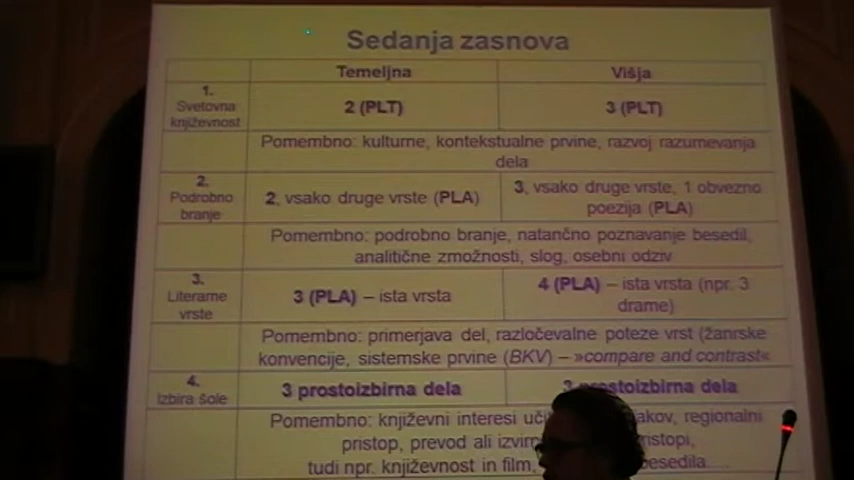 Sedanja zasnova
Temeljna Višja
1.
Svetovna
književnost
2 (PLT) 3 (PLT)
Pomembno: kulturne, kontekstualne prvine, razvoj razumevanja
dela
2.
Podrobno
branje
2, vsako druge vrste (PLA)
3, vsako druge vrste, 1 obvezno
poezija (PLA)
Pomembno: podrobno branje, natančno poznavanje besedil,
analitične zmožnosti, slog, osebni odziv
3.
Literarne
vrste
3 (PLA) – ista vrsta
4 (PLA) – ista vrsta (npr. 3
drame)
Pomembno: primerjava del, razločevalne poteze vrst (žanrske
konvencije, sistemske prvine (BKV) – »compare and contrast«
4.
Izbira šole
3 prostoizbirna dela 3 prostoizbirna dela
Pomembno: književni interesi regionalni
pristop, prevod ali
tudi npr. književnost in film, besedila....